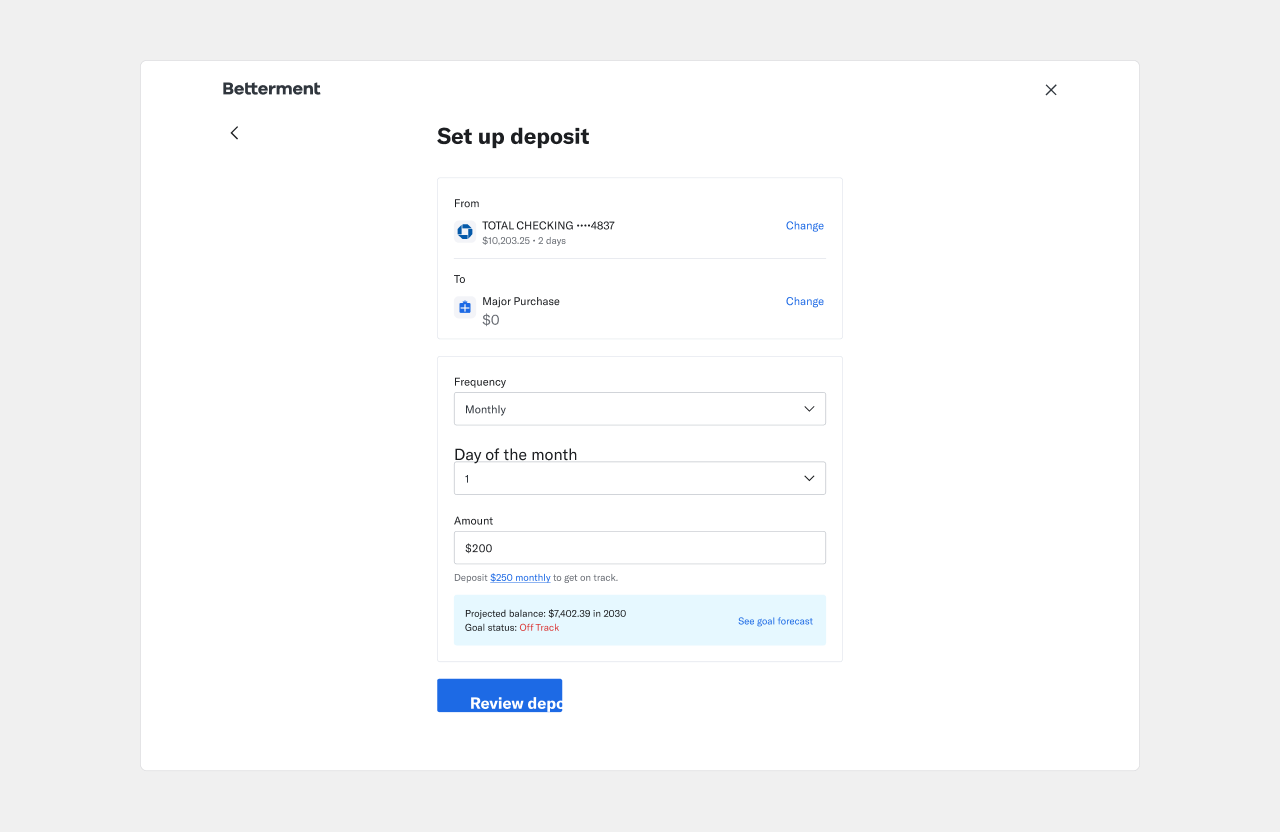 Betterment
Set up deposit
From
TOTAL CHECKING ••••4837
Change
$10,203.25 • 2 days
To
Major Purchase
Change
$0
Frequency
Monthly
Day of the month
1
Amount
$200
Deposit $250 monthly to get on track.
Projected balance: $7,402.39 in 2030
Goal status: Off Track
See goal forecast
Review depo